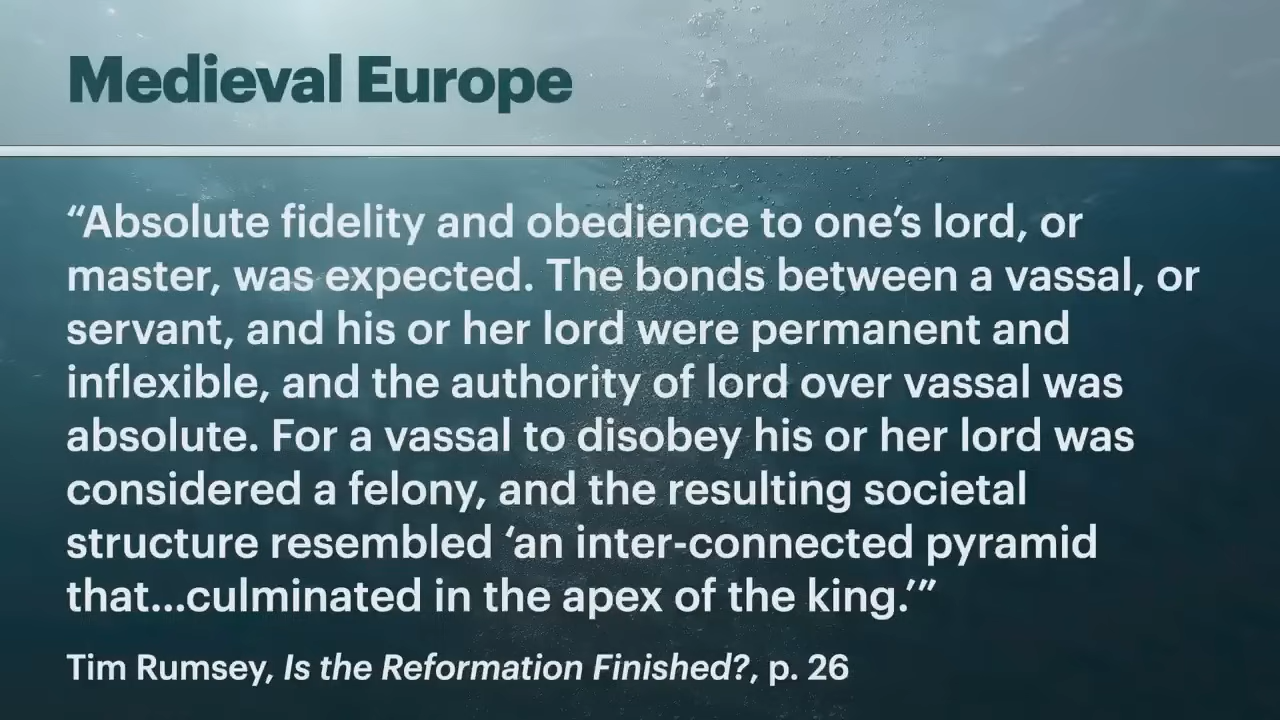 Medieval Europe
“Absolute fidelity and obedience to one’s lord, or
master, was expected. The bonds between a vassal, or
servant, and his or her lord were permanent and
inflexible, and the authority of lord over vassal was
absolute. For a vassal to disobey his or her lord was
considered a felony, and the resulting societal
structure resembled ‘an inter-connected pyramid
that...culminated in the apex of the king.’”
Tim Rumsey, Is the Reformation Finished?, p. 26